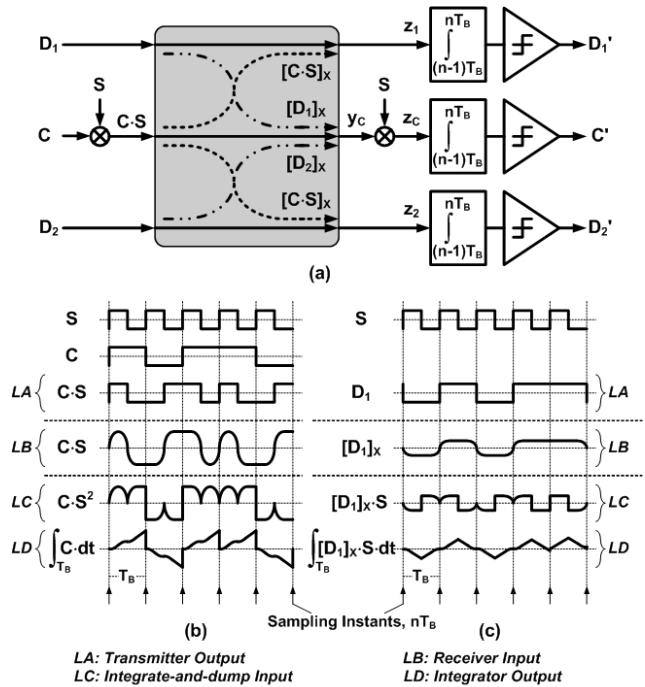 D1 z1 nTB ∫ (n-1)TB D1'
[C·S]X
S [D1]X S nTB
C C·S yC zC ∫ C'
[D2]X (n-1)TB
[C·S]X
D2 z2 nTB ∫ (n-1)TB D2'
(a)
S S
C
LA { C·S D1 } LA
LB { C·S [D1]X } LB
LC { C·S2 [D1]X·S } LC
LD { ∫TB C·dt ∫TB [D1]X·S·dt } LD
TB TB
(b) Sampling Instants, nTB (c)
LA: Transmitter Output LB: Receiver Input
LC: Integrate-and-dump Input LD: Integrator Output